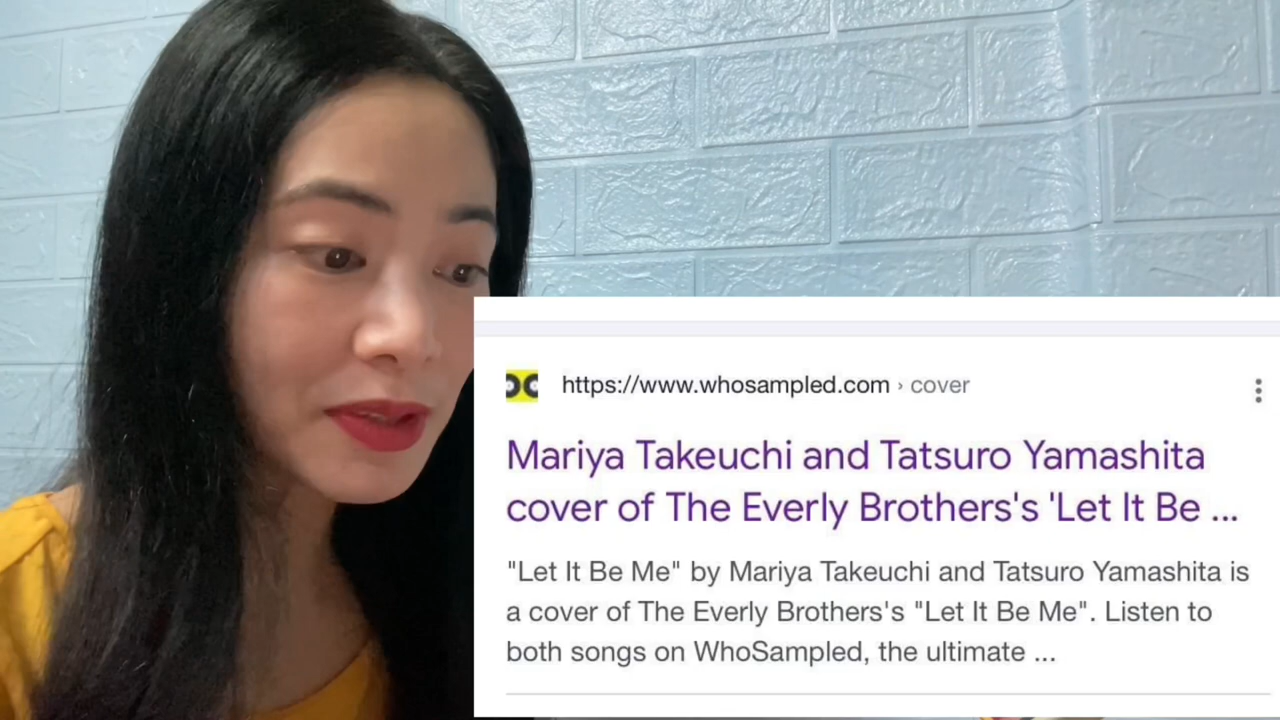 https://www.whosampled.com › cover
Mariya Takeuchi and Tatsuro Yamashita
cover of The Everly Brothers's 'Let It Be ...
"Let It Be Me" by Mariya Takeuchi and Tatsuro Yamashita is
a cover of The Everly Brothers's "Let It Be Me". Listen to
both songs on WhoSampled, the ultimate ...